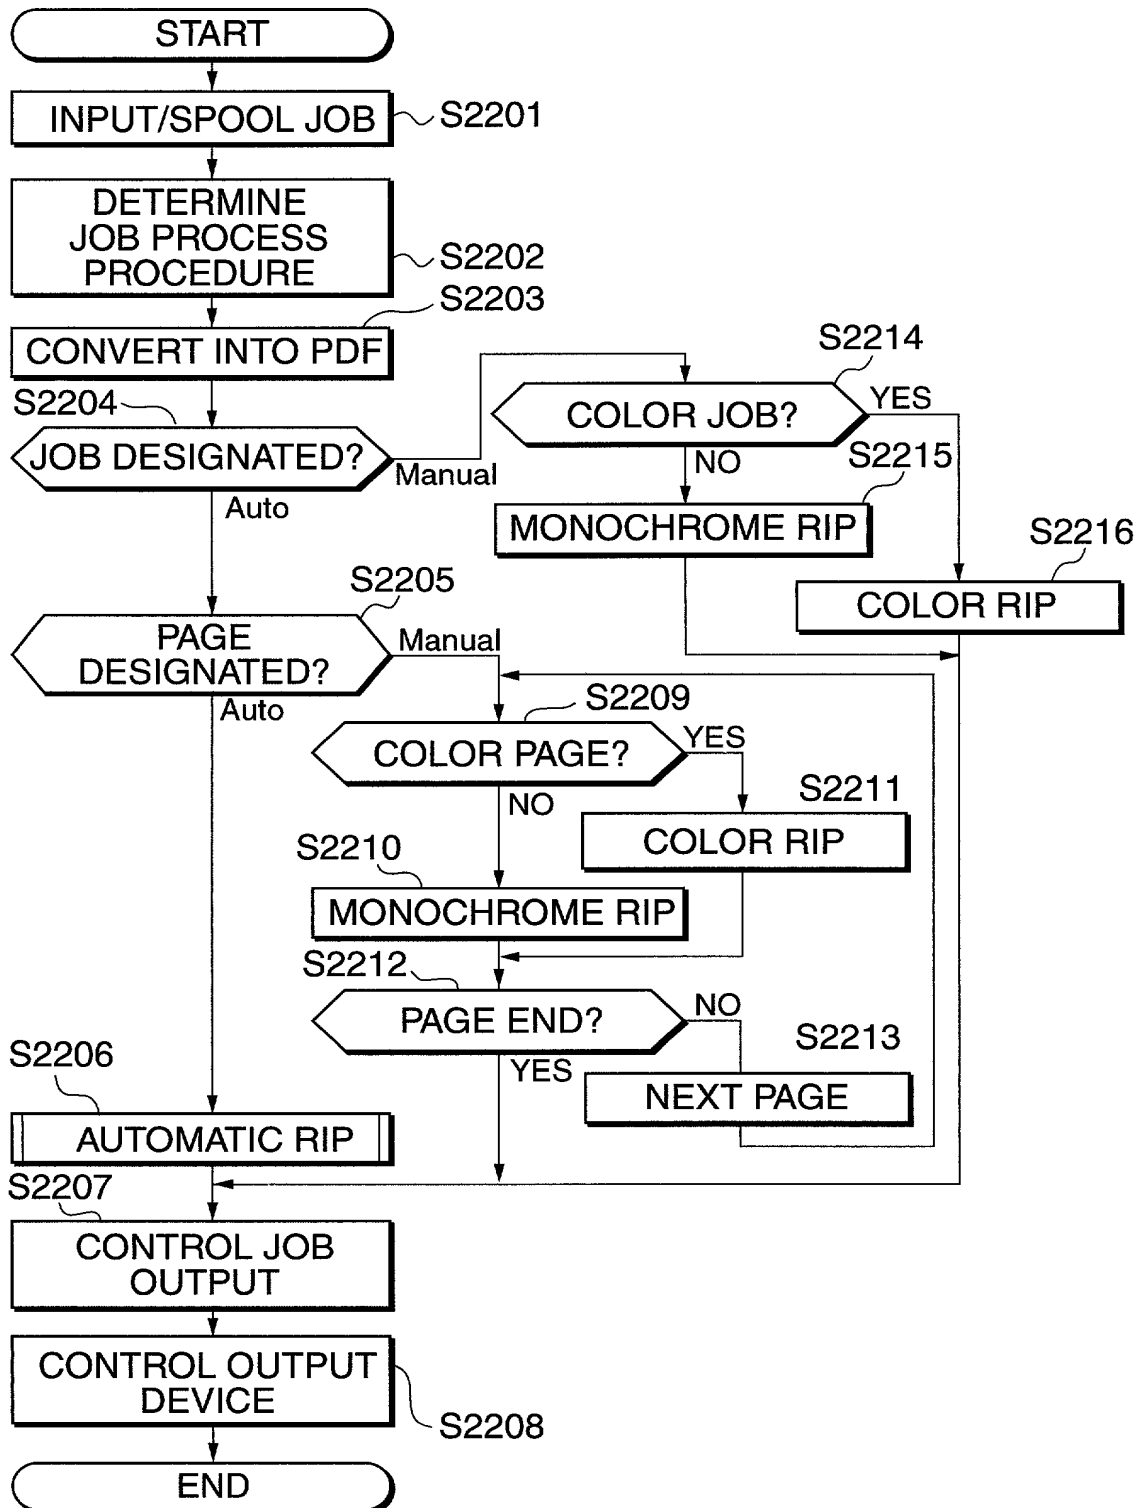 START
INPUT/SPOOL JOB
S2201
DETERMINE
JOB PROCESS
PROCEDURE
S2202
S2203
CONVERT INTO PDF
S2204
JOB DESIGNATED?
Manual
Auto
S2214
COLOR JOB?
YES
NO
S2215
MONOCHROME RIP
S2216
COLOR RIP
S2205
PAGE
DESIGNATED?
Manual
Auto
S2209
COLOR PAGE?
YES
NO
S2211
COLOR RIP
S2210
MONOCHROME RIP
S2212
PAGE END?
NO
YES
S2213
NEXT PAGE
S2206
AUTOMATIC RIP
S2207
CONTROL JOB
OUTPUT
CONTROL OUTPUT
DEVICE
S2208
END